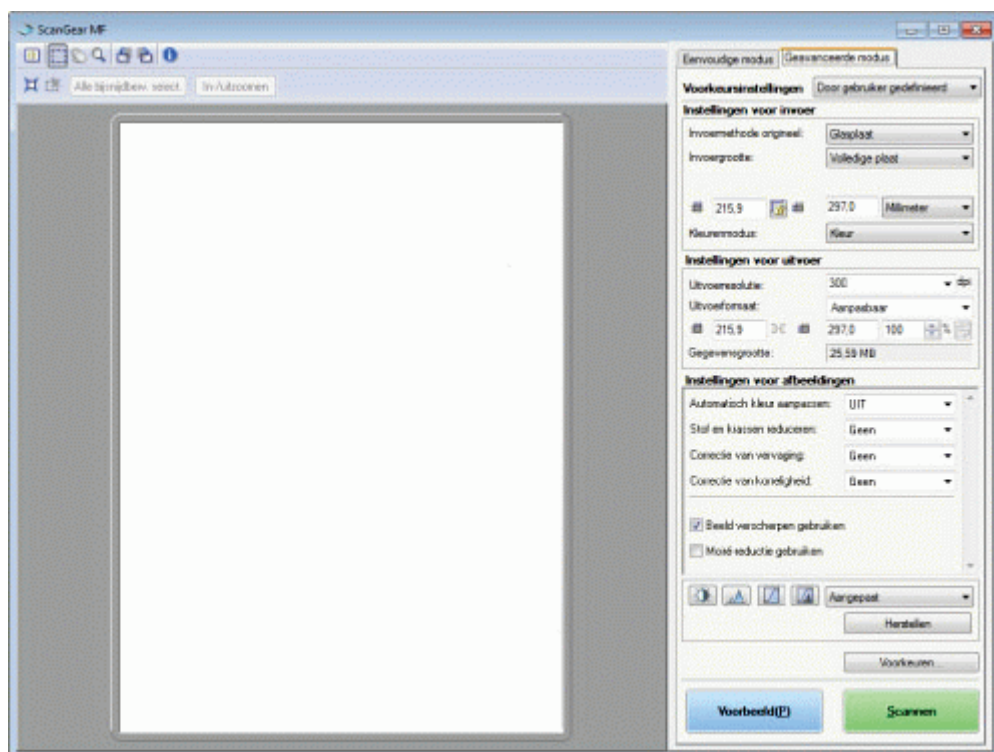 ScanGear MF
Alle bijsnijdbew. select. In-/uitzoomen
Eenvoudige modus Geavanceerde modus
Voorkeursinstellingen Door gebruiker gedefinieerd
Instellingen voor invoer
Invoermethode origineel: Glasplaat
Invoergrootte: Volledige plaat
215,9 297,0 Millimeter
Kleurenmodus: Kleur
Instellingen voor uitvoer
Uitvoerresolutie: 300 dpi
Uitvoerformaat: Aanpasbaar
215,9 297,0 100 %
Gegevensgrootte: 25,59 MB
Instellingen voor afbeeldingen
Automatisch kleur aanpassen: UIT
Stof en krassen reduceren: Geen
Correctie van vervaging: Geen
Correctie van korreligheid: Geen
Beeld verscherpen gebruiken
Moiré-reductie gebruiken
Aangepast
Herstellen
Voorkeuren...
Voorbeeld(P) Scannen